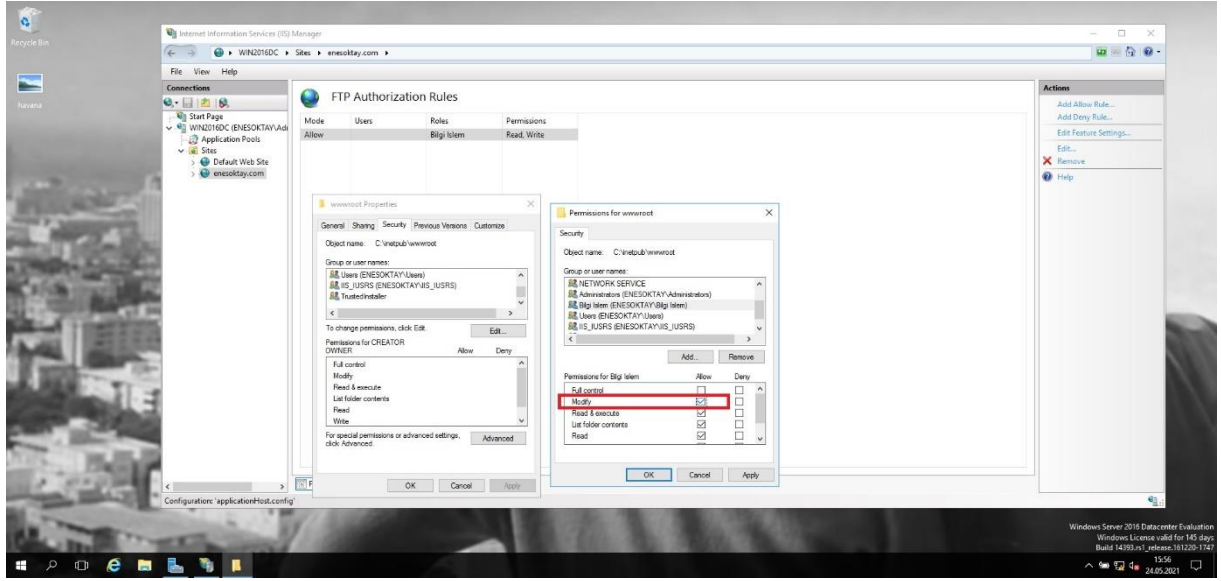 Recycle Bin
havana
Internet Information Services (IIS) Manager
WIN2016DC Sites enesoktay.com
File View Help
Connections
Start Page
WIN2016DC (ENESOKTAY\Ad
Application Pools
Sites
Default Web Site
enesoktay.com
FTP Authorization Rules
Mode Users Roles Permissions
Allow Bilgi Islem Read, Write
Actions
Add Allow Rule...
Add Deny Rule...
Edit Feature Settings...
Edit...
Remove
Help
wwwroot Properties
General Sharing Security Previous Versions Customize
Object name: C:\inetpub\wwwroot
Group or user names:
Users (ENESOKTAY\Users)
IIS_IUSRS (ENESOKTAY\IIS_IUSRS)
TrustedInstaller
To change permissions, click Edit.
Edit...
Permissions for CREATOR
OWNER Allow Deny
Full control
Modify
Read & execute
List folder contents
Read
Write
For special permissions or advanced settings,
click Advanced.
Advanced
OK Cancel Apply
Permissions for wwwroot
Security
Object name: C:\inetpub\wwwroot
Group or user names:
NETWORK SERVICE
Administrators (ENESOKTAY\Administrators)
Bilgi Islem (ENESOKTAY\Bilgi Islem)
Users (ENESOKTAY\Users)
IIS_IUSRS (ENESOKTAY\IIS_IUSRS)
Add... Remove
Permissions for Bilgi Islem Allow Deny
Full control
Modify
Read & execute
List folder contents
Read
OK Cancel Apply
Configuration: 'applicationHost.config'
Windows Server 2016 Datacenter Evaluation
Windows License valid for 145 days
Build 14393.rs1_release.161220-1747
15:56
24.05.2021